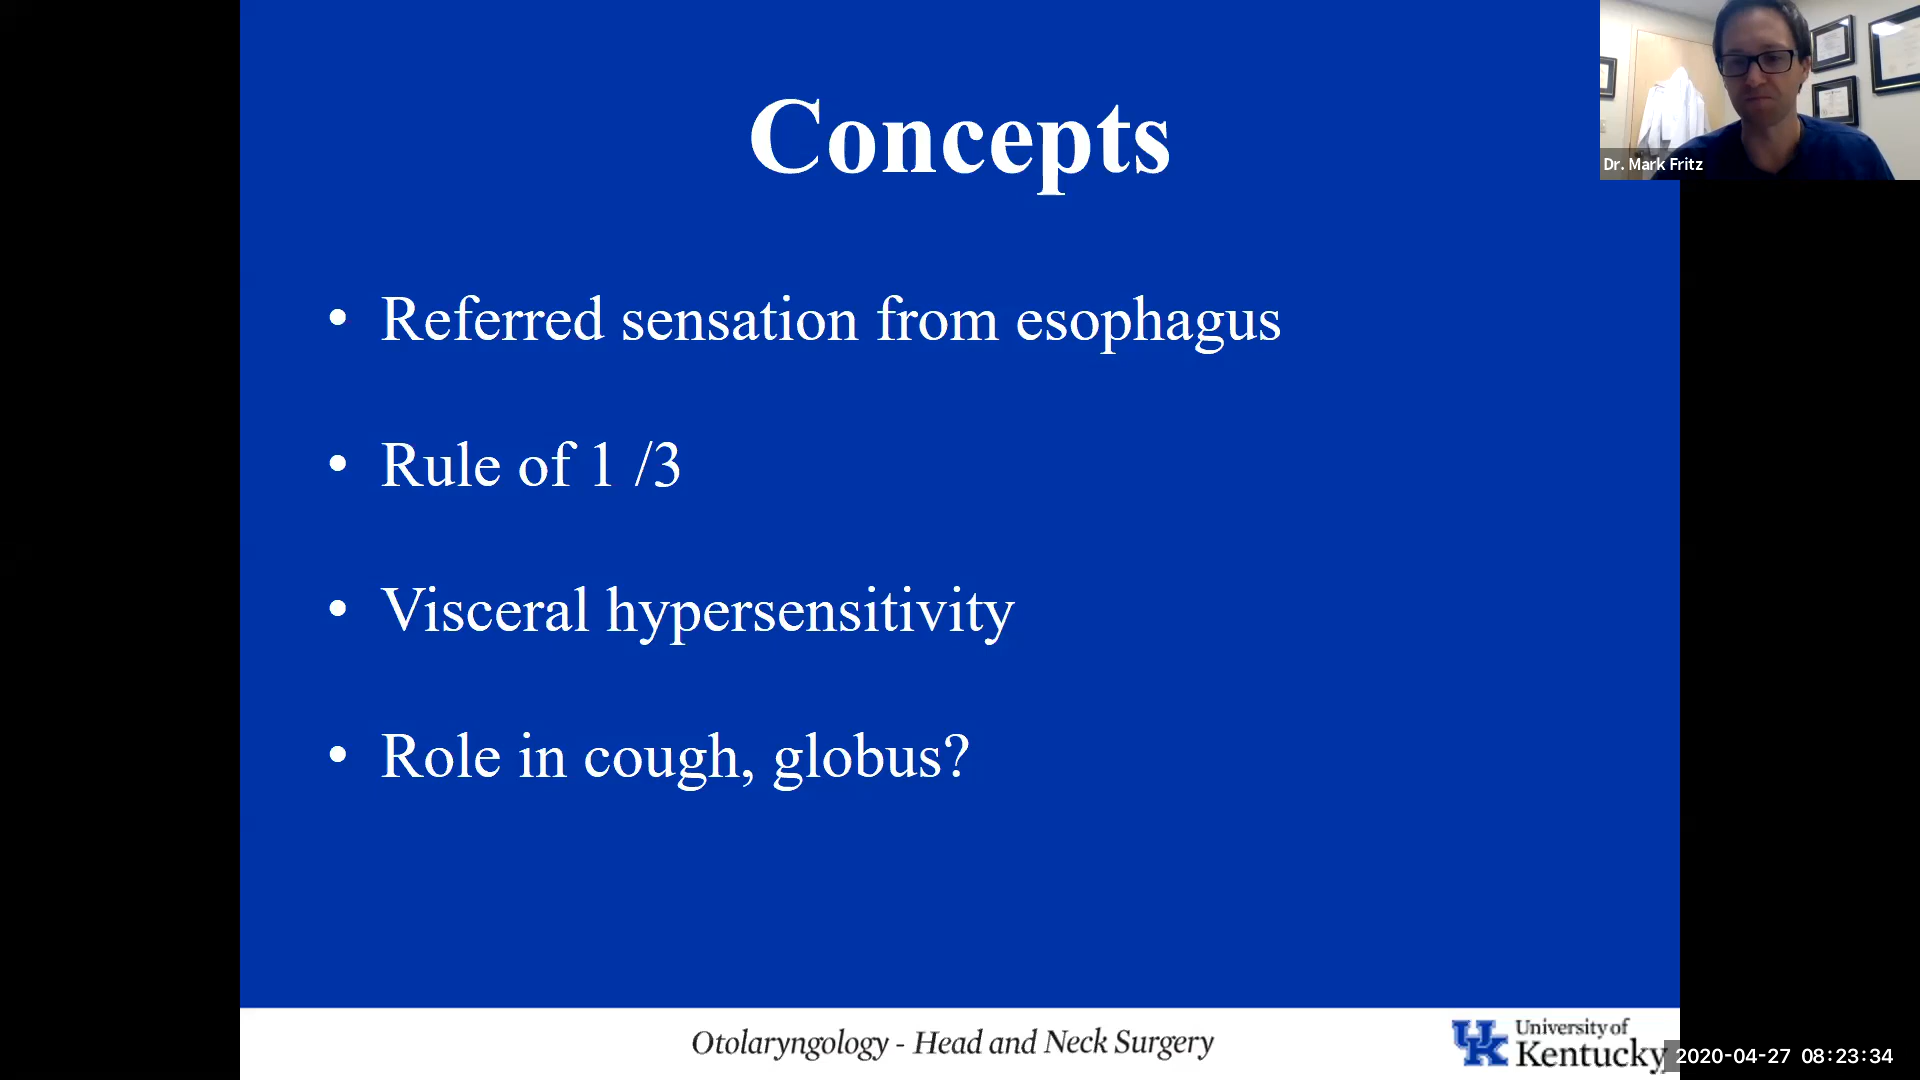 Concepts
Dr. Mark Fritz
• Referred sensation from esophagus
• Rule of 1 /3
• Visceral hypersensitivity
• Role in cough, globus?
Otolaryngology - Head and Neck Surgery
UK University of
Kentucky
2020-04-27 08:23:34